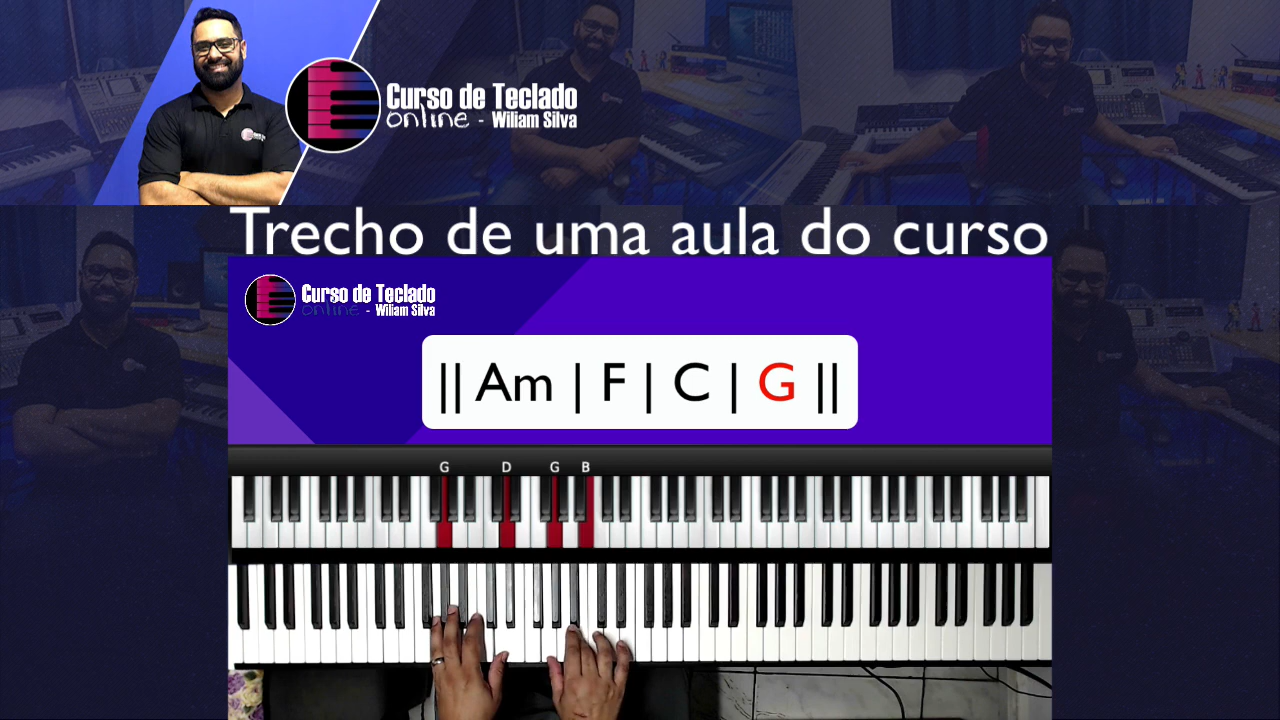 Curso de Teclado
online - Wiliam Silva
Trecho de uma aula do curso
Curso de Teclado
online - Wiliam Silva
|| Am | F | C | G ||
G D G B